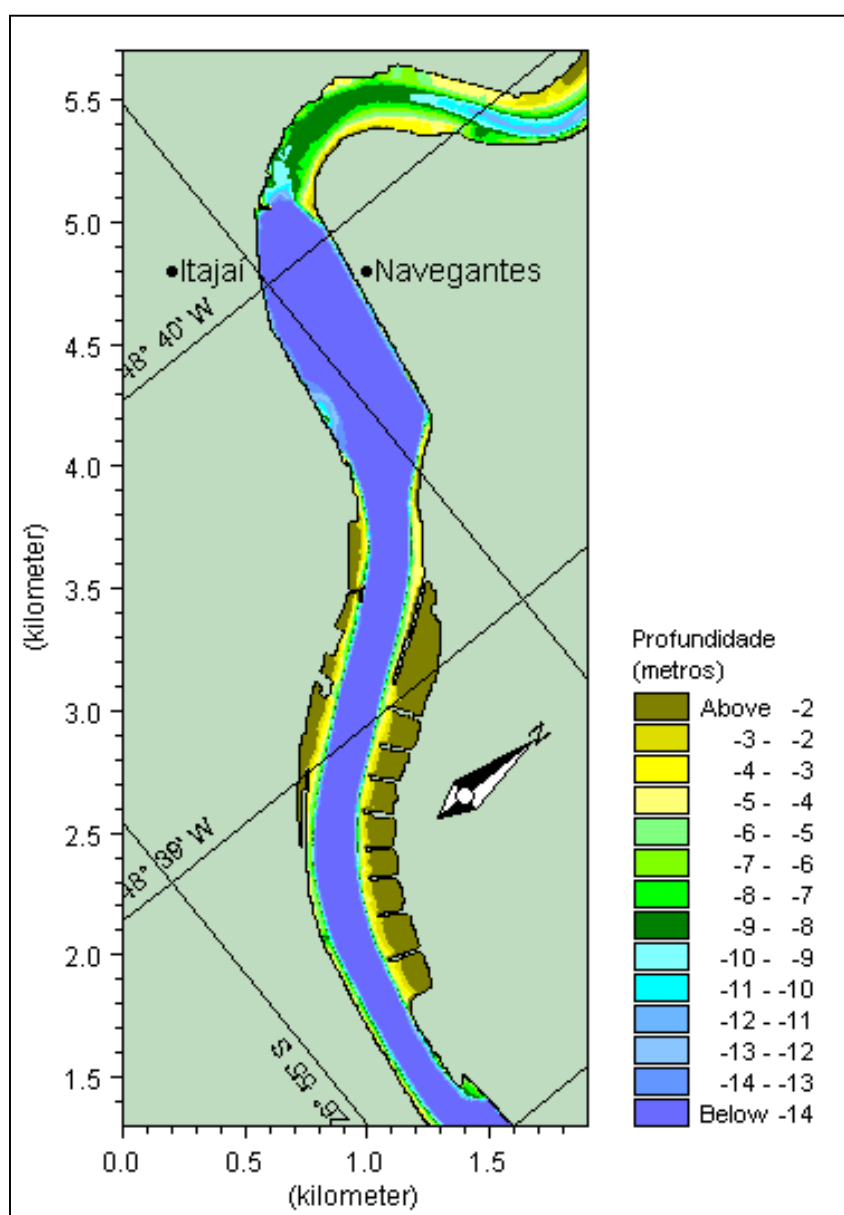 5.5
5.0
4.5
4.0
3.5
3.0
2.5
2.0
1.5
(kilometer)
Itajaí
Navegantes
48° 40' W
48° 39' W
26° 55' S
N
0.0 0.5 1.0 1.5
(kilometer)
Profundidade
(metros)
Above -2
-3 - -2
-4 - -3
-5 - -4
-6 - -5
-7 - -6
-8 - -7
-9 - -8
-10 - -9
-11 - -10
-12 - -11
-13 - -12
-14 - -13
Below -14